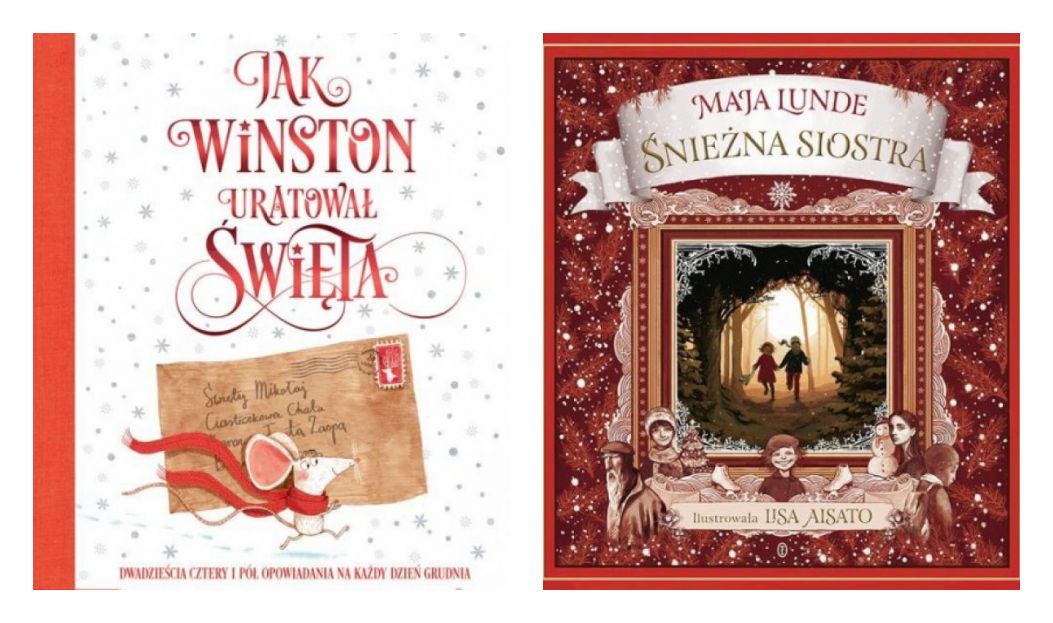 JAK
WINSTON
URATOWAŁ
ŚWIĘTA
Święty Mikołaj
Ciasteczkowa Chata
Zaspą
DWADZIEŚCIA CZTERY I PÓŁ OPOWIADANIA NA KAŻDY DZIEŃ GRUDNIA
MAJA LUNDE
ŚNIEŻNA SIOSTRA
Ilustrowała LISA AISATO